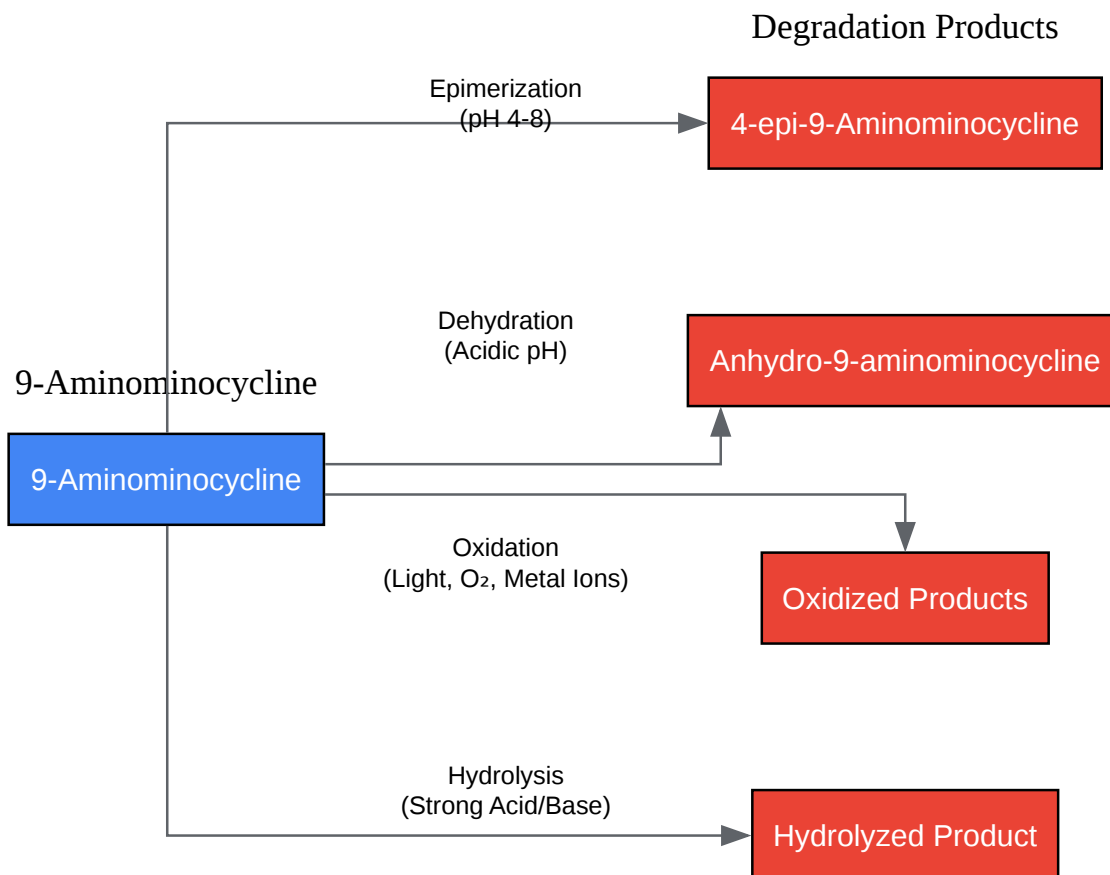 Degradation Products
Epimerization
(pH 4-8)
4-epi-9-Aminominocycline
Dehydration
(Acidic pH)
Anhydro-9-aminominocycline
9-Aminominocycline
9-Aminominocycline
Oxidation
(Light, O₂, Metal Ions)
Oxidized Products
Hydrolysis
(Strong Acid/Base)
Hydrolyzed Product